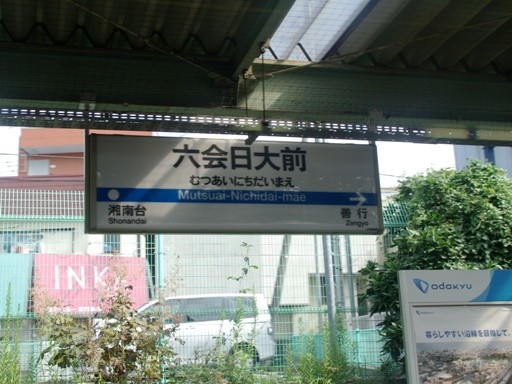 六会日大前
むつあいにちだいまえ
Mutsuai-Nichidai-mae
湘南台
Shonandai
善行
Zengyo
INK
odakyu
暮らしやすい沿線を目指して。